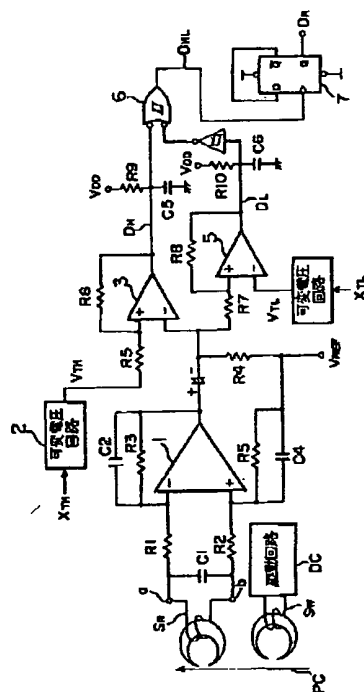 2
可変電圧
回路
XTH
VTH
R5
R6
3
DH
VDD
R9
C5
6
DHL
VDD
R10
C6
DL
R8
5
R7
VTL
可変電圧
回路
XTL
7
DR
C2
R3
1
R4
R5
C4
VREF
R1
R2
C1
a
b
SR
SW
駆動回路
DC
PC